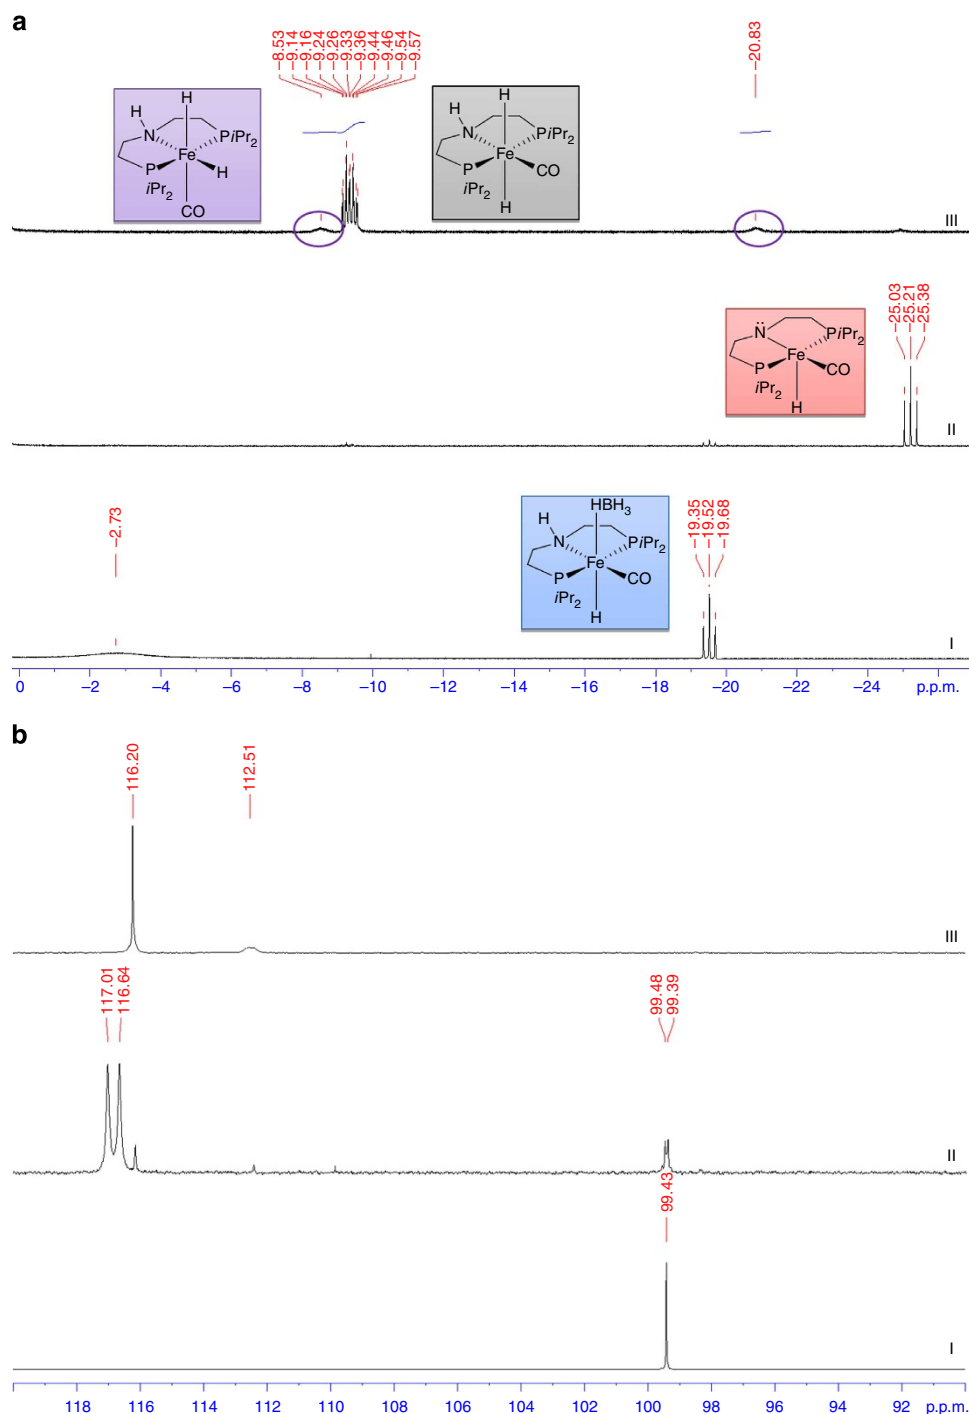 a
−8.53
−9.14
−9.16
−9.24
−9.26
−9.33
−9.36
−9.44
−9.46
−9.54
−9.57
−20.83
H
H
N
PiPr2
Fe
P
H
iPr2
CO
H
H
N
PiPr2
Fe
P
CO
iPr2
H
III
−25.03
−25.21
−25.38
N̈
PiPr2
Fe
P
CO
iPr2
H
II
−2.73
HBH3
H
N
PiPr2
Fe
P
CO
iPr2
H
−19.35
−19.52
−19.68
I
0 −2 −4 −6 −8 −10 −12 −14 −16 −18 −20 −22 −24 p.p.m.
b
116.20
112.51
III
117.01
116.64
99.48
99.39
II
99.43
I
118 116 114 112 110 108 106 104 102 100 98 96 94 92 p.p.m.